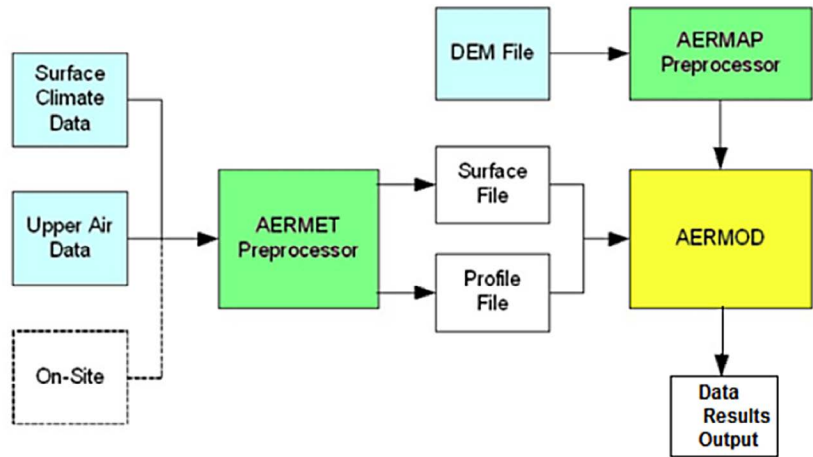 Surface
Climate
Data
Upper Air
Data
On-Site
AERMET
Preprocessor
Surface
File
Profile
File
DEM File
AERMAP
Preprocessor
AERMOD
Data
Results
Output